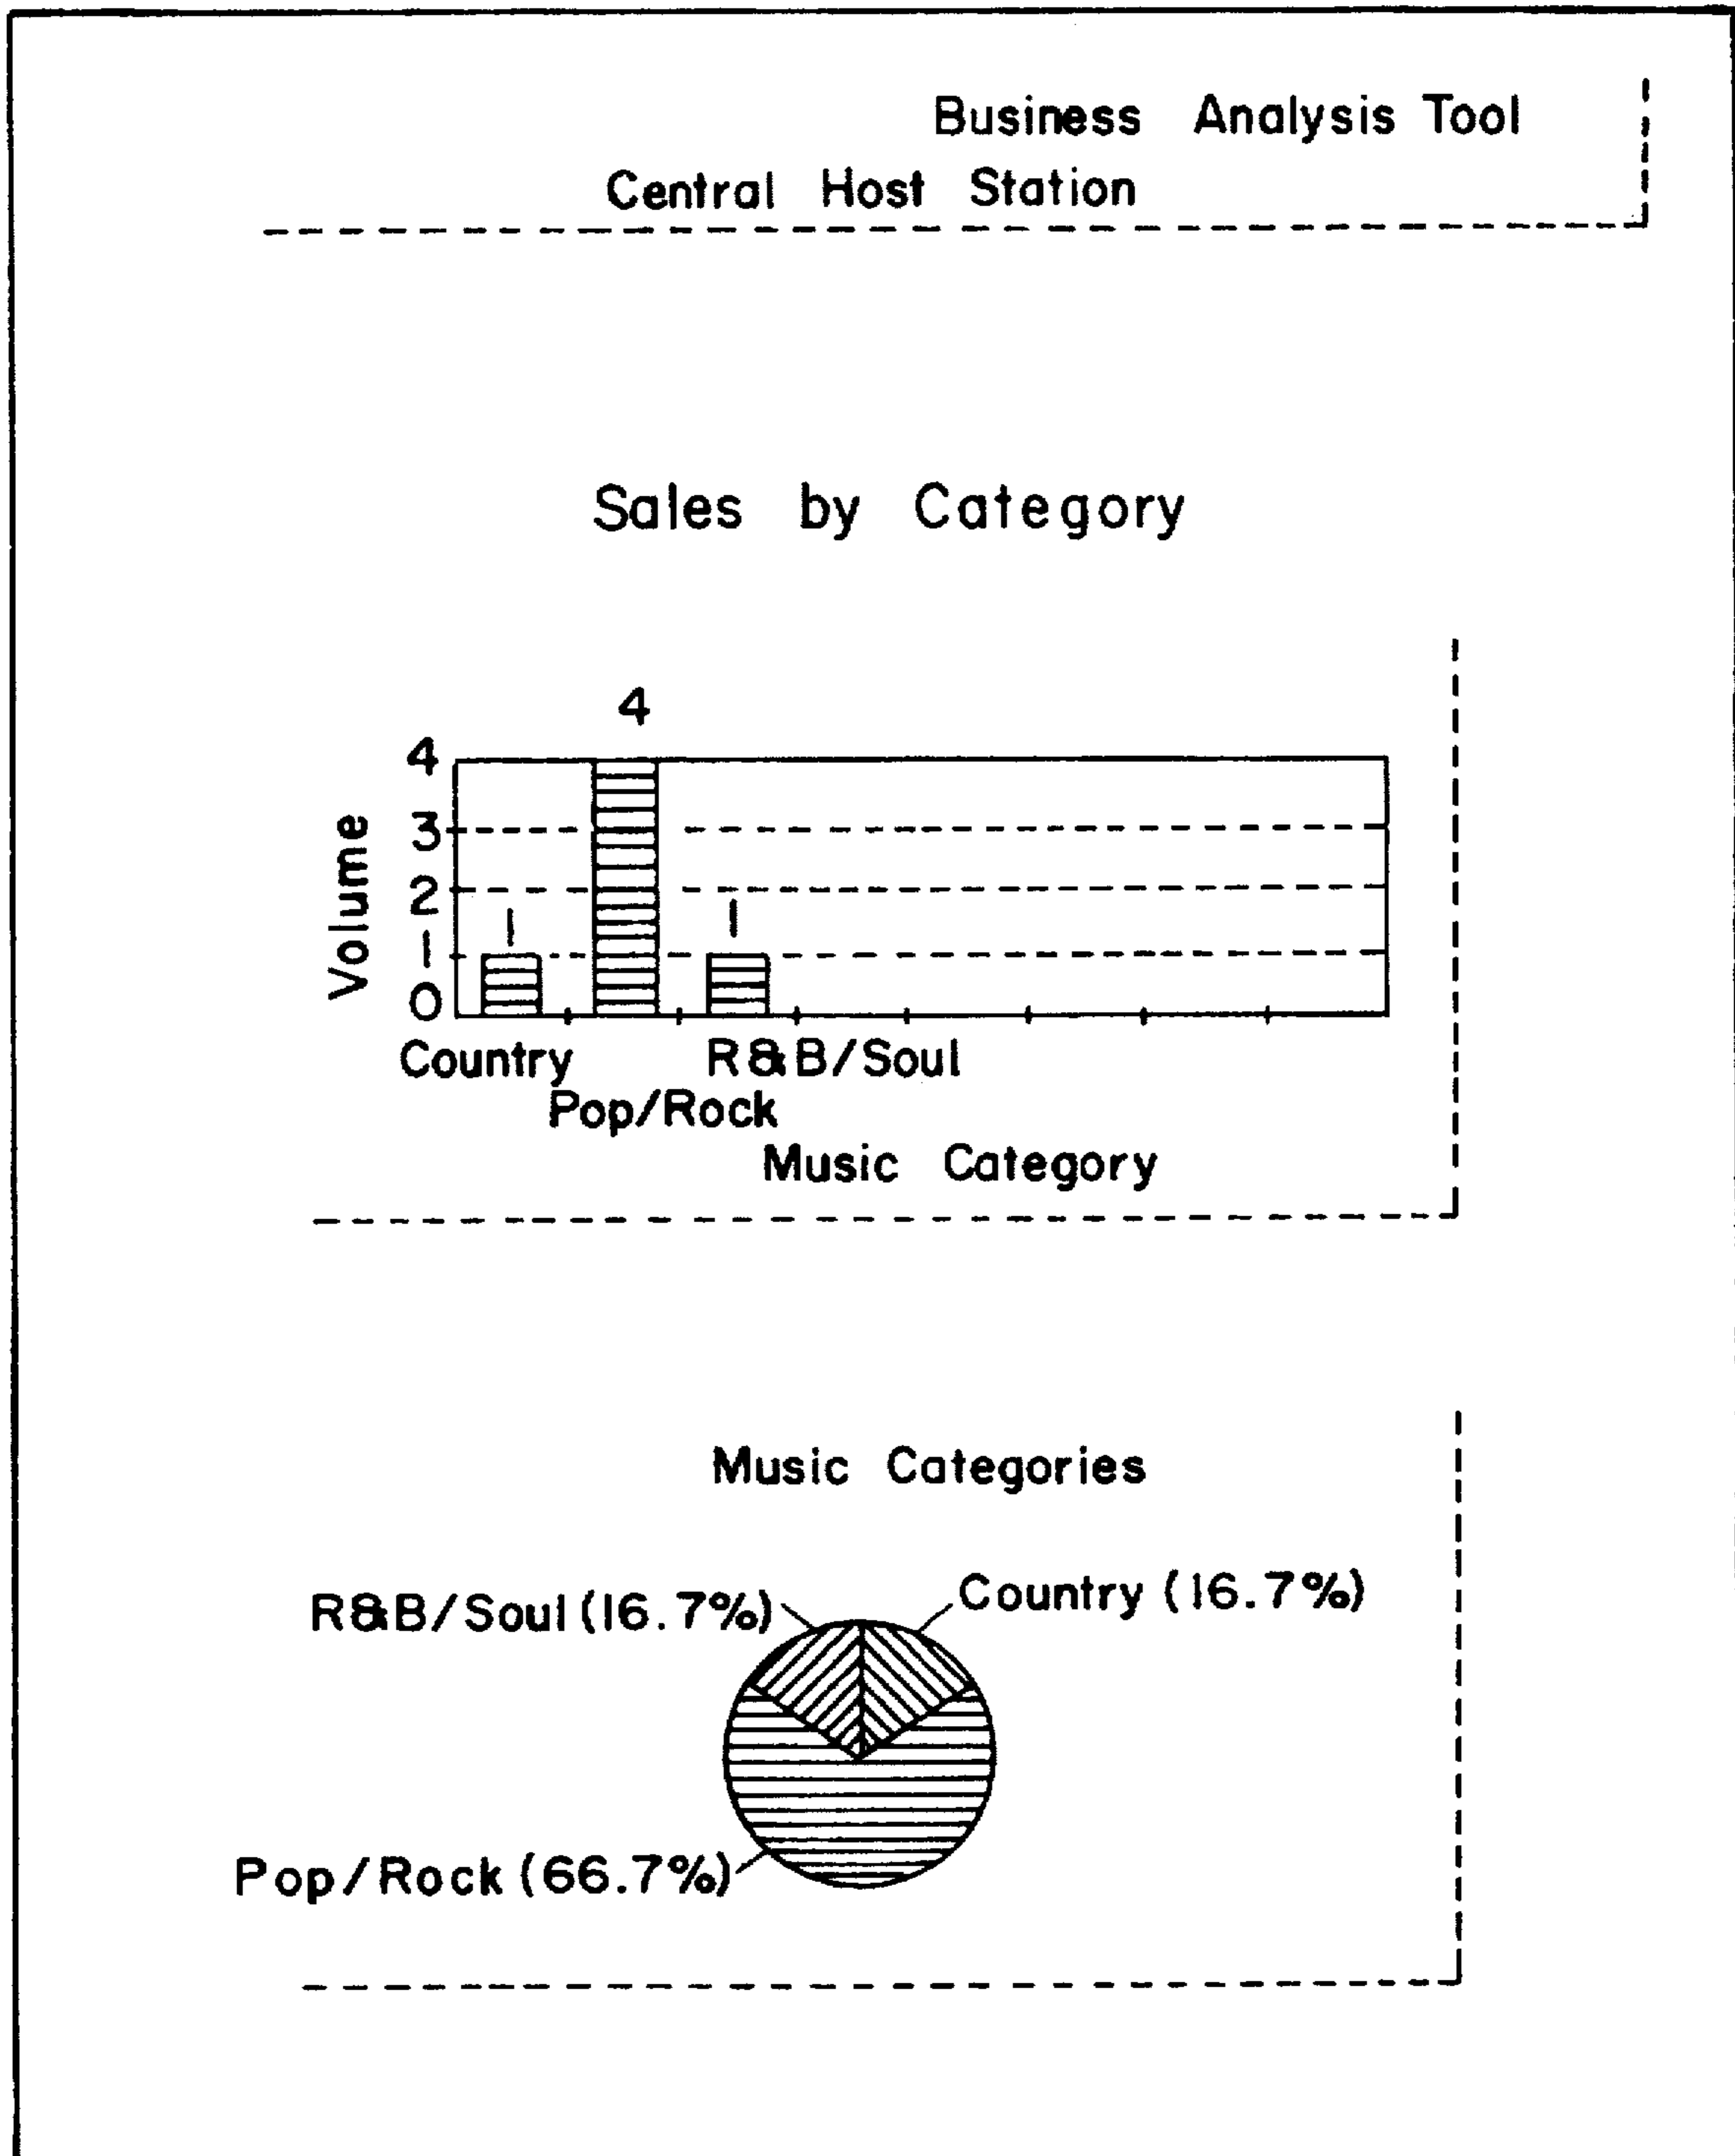 Business Analysis Tool
Central Host Station
Sales by Category
4
4
3
2
1
0
1
1
Volume
Country
R&B/Soul
Pop/Rock
Music Category
Music Categories
Country (16.7%)
R&B/Soul (16.7%)
Pop/Rock (66.7%)